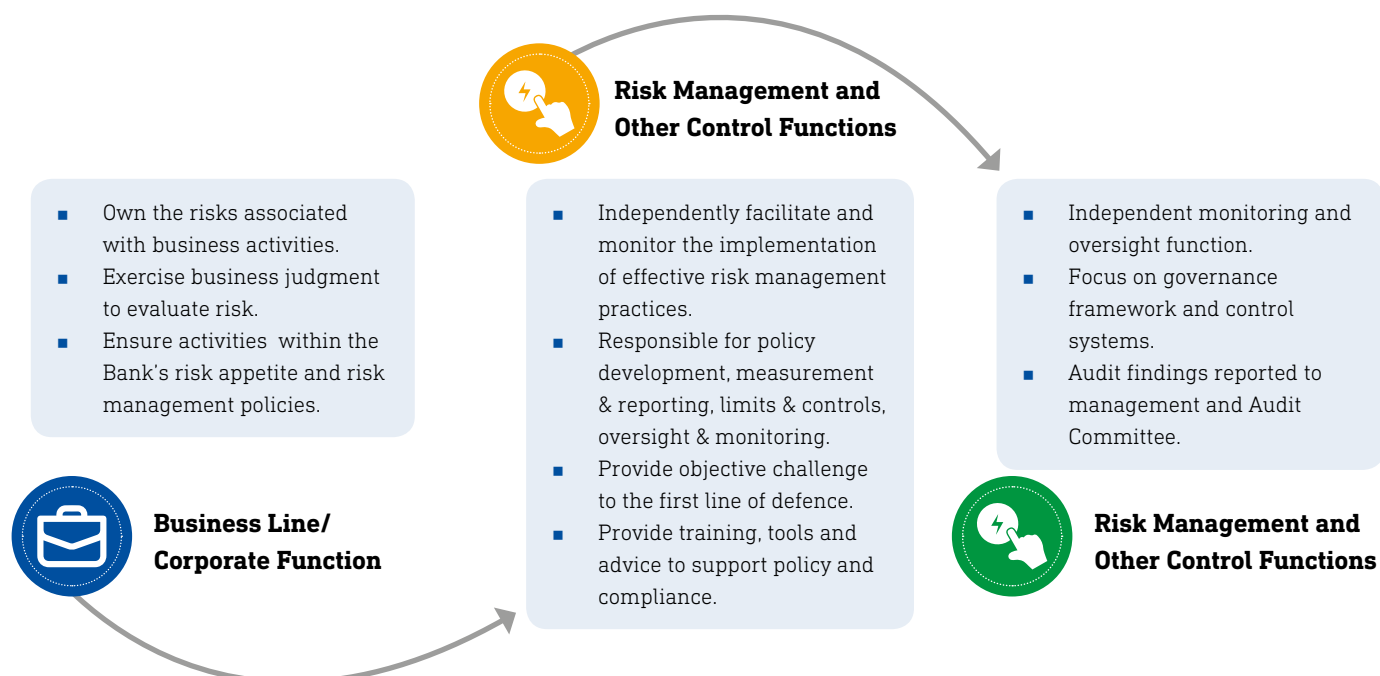 Risk Management and
Other Control Functions
■ Own the risks associated
with business activities.
■ Exercise business judgment
to evaluate risk.
■ Ensure activities within the
Bank's risk appetite and risk
management policies.
Business Line/
Corporate Function
■ Independently facilitate and
monitor the implementation
of effective risk management
practices.
■ Responsible for policy
development, measurement
& reporting, limits & controls,
oversight & monitoring.
■ Provide objective challenge
to the first line of defence.
■ Provide training, tools and
advice to support policy and
compliance.
■ Independent monitoring and
oversight function.
■ Focus on governance
framework and control
systems.
■ Audit findings reported to
management and Audit
Committee.
Risk Management and
Other Control Functions